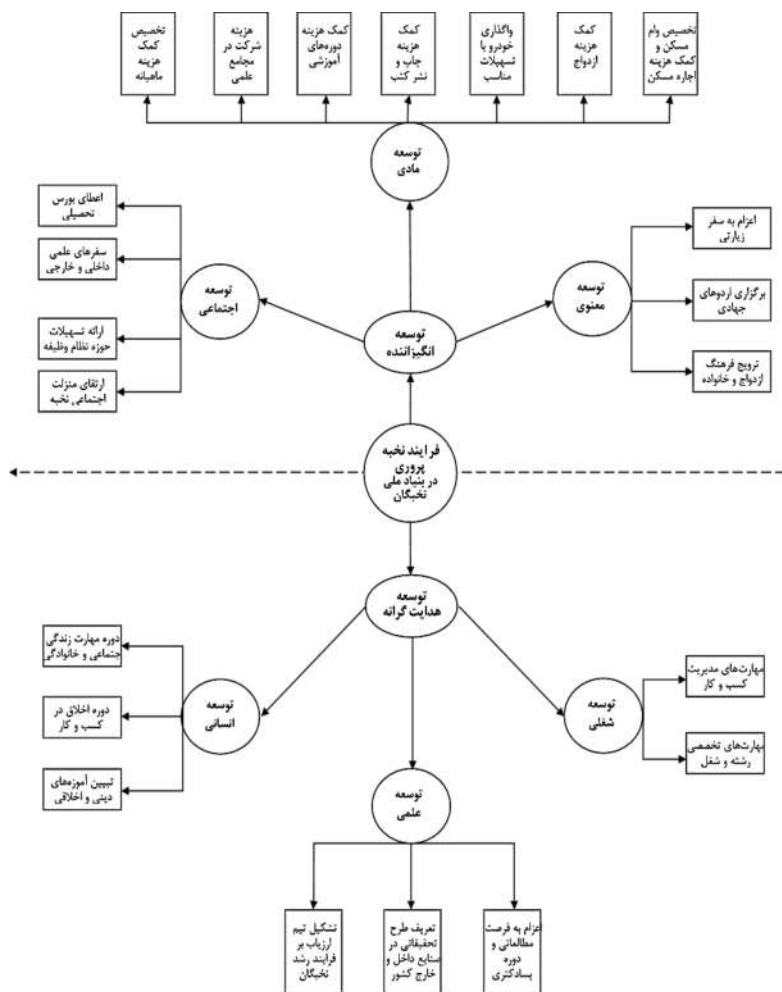 تخصیص وام
مسکن و
کمک هزینه
اجاره مسکن
کمک
هزینه
ازدواج
واگذاری
خودرو با
تسهیلات
مناسب
کمک
هزینه
چاپ و
نشر کتب
کمک هزینه
دوره‌های
آموزشی
هزینه
شرکت در
مجامع
علمی
تخصیص
کمک
هزینه
ماهیانه
توسعه
مادی
اعزام به سفر
زیارتی
برگزاری اردوهای
جهادی
ترویج فرهنگ
ازدواج و خانواده
توسعه
معنوی
توسعه
انگیزاننده
توسعه
اجتماعی
اعطای بورس
تحصیلی
سفرهای علمی
داخلی و خارجی
ارائه تسهیلات
حوزه نظام وظیفه
ارتقای منزلت
اجتماعی نخبه
فرایند نخبه
پروری
در بنیاد ملی
نخبگان
توسعه
هدایت گرانه
مهارت‌های مدیریت
کسب و کار
مهارت‌های تخصصی
رشته و شغل
توسعه
شغلی
توسعه
انسانی
دوره مهارت زندگی
جتماعی و خانوادگی
دوره اخلاق در
کسب و کار
تبیین آموزه‌های
دینی و اخلاقی
توسعه
علمی
اعزام به فرصت
مطالعاتی و
دوره
پسادکتری
تعریف طرح
تحقیقاتی در
صنایع داخل و
خارج کشور
تشکیل تیم
ارزیاب بر
فرایند رشد
نخبگان